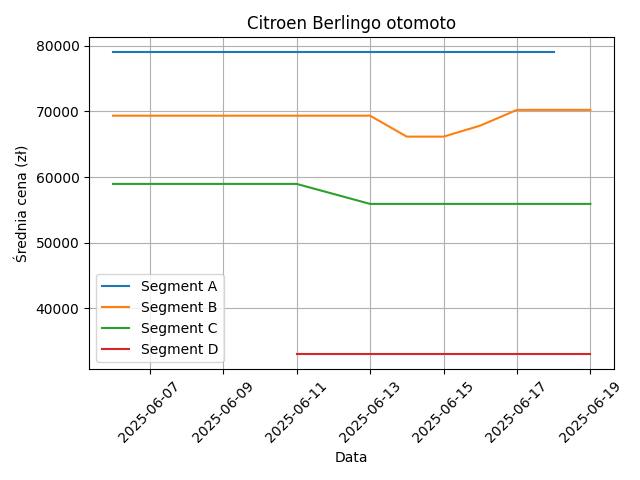 Citroen Berlingo otomoto
80000
70000
60000
50000
40000
Średnia cena (zł)
Segment A
Segment B
Segment C
Segment D
2025-06-07
2025-06-09
2025-06-11
2025-06-13
2025-06-15
2025-06-17
2025-06-19
Data